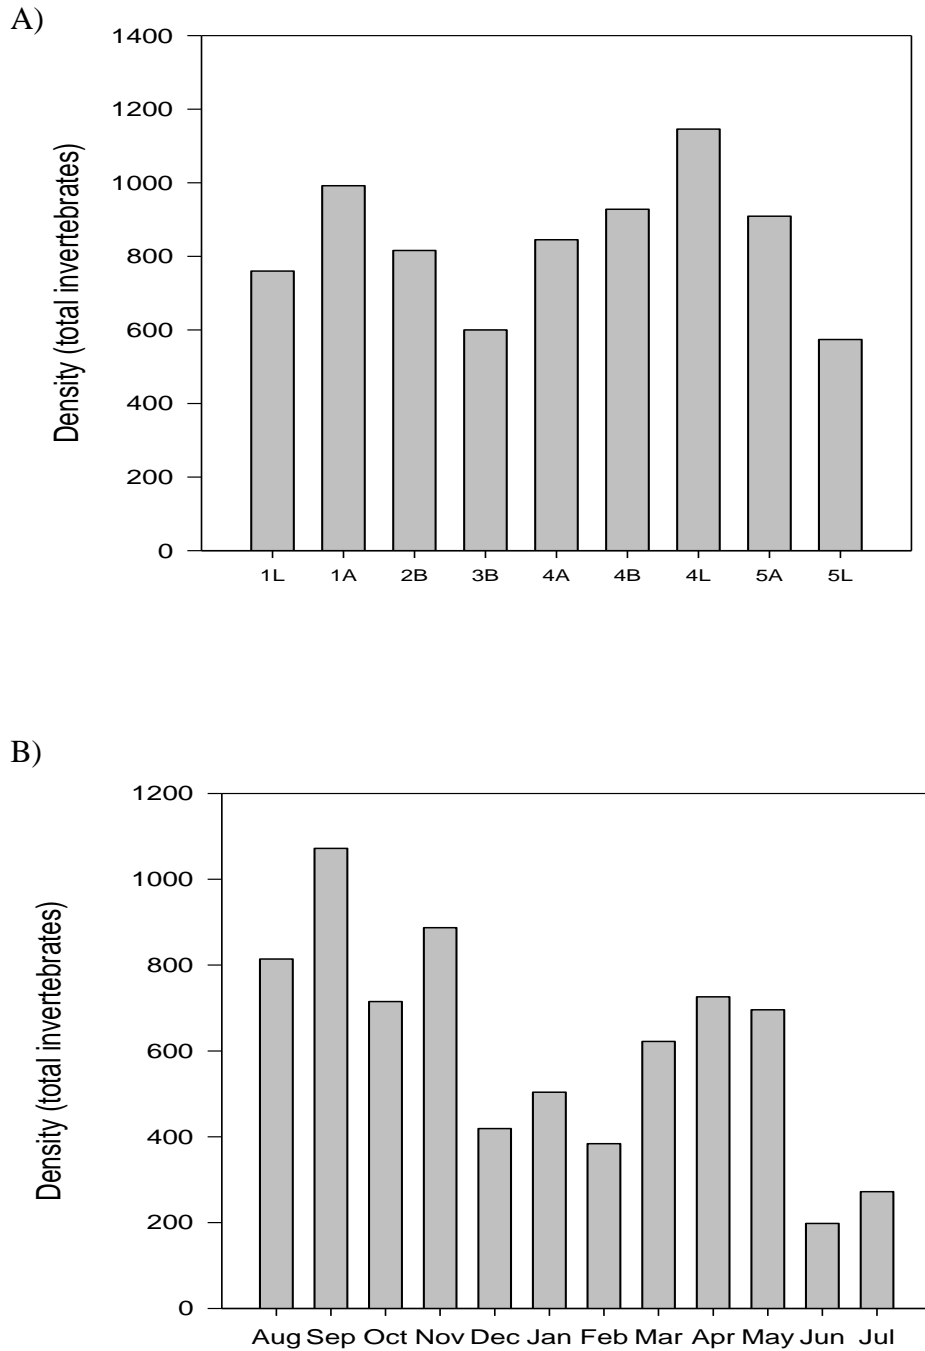 A)
1400
1200
1000
800
600
400
200
0
Density (total invertebrates)
1L 1A 2B 3B 4A 4B 4L 5A 5L
B)
1200
1000
800
600
400
200
0
Density (total invertebrates)
Aug Sep Oct Nov Dec Jan Feb Mar Apr May Jun Jul